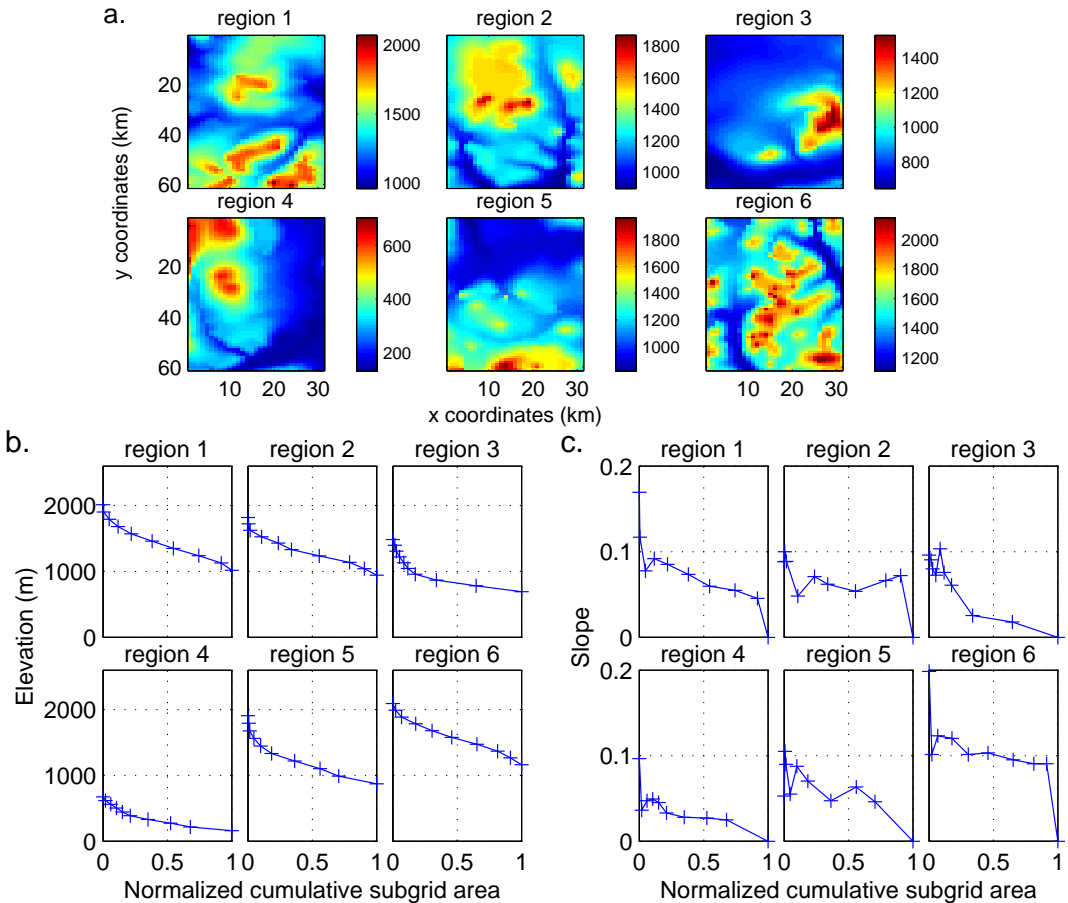 a.
region 1
region 2
region 3
y coordinates (km)
20
40
60
2000
1500
1000
1800
1600
1400
1200
1000
1400
1200
1000
800
region 4
region 5
region 6
20
40
60
10 20 30
600
400
200
10 20 30
1800
1600
1400
1200
1000
10 20 30
2000
1800
1600
1400
1200
x coordinates (km)
b.
region 1 region 2 region 3
Elevation (m)
2000
1000
0
region 4 region 5 region 6
2000
1000
0
0 0.5 1 0 0.5 1 0 0.5 1
Normalized cumulative subgrid area
c.
region 1 region 2 region 3
Slope
0.2
0.1
0
region 4 region 5 region 6
0.2
0.1
0
0 0.5 1 0 0.5 1 0 0.5 1
Normalized cumulative subgrid area